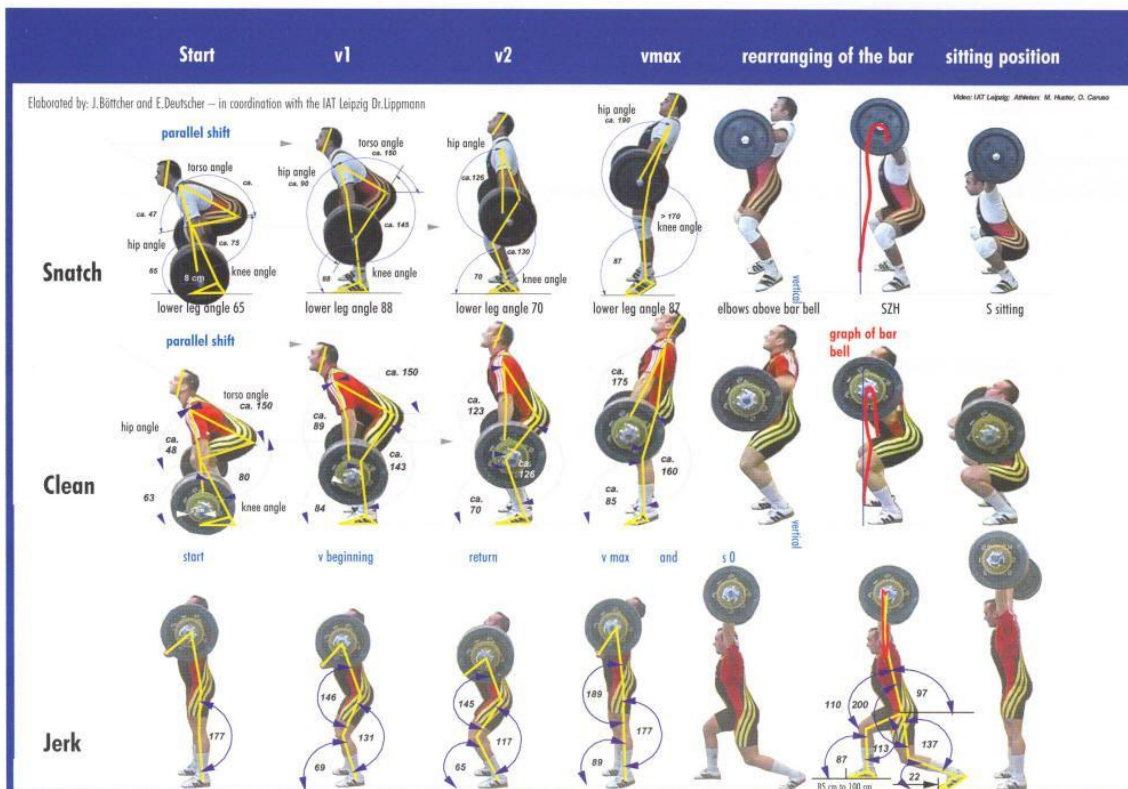 Start v1 v2 vmax rearranging of the bar sitting position
Elaborated by: J.Böttcher and E.Deutscher – in coordination with the IAT Leipzig Dr.Lippmann
Video: IAT Leipzig; Athleten: M. Huster, O. Caruso
parallel shift
torso angle
ca.
ca. 47
hip angle
ca. 75
65
8 cm
knee angle
lower leg angle 65
torso angle
ca. 150
hip angle
ca. 90
ca. 145
88
knee angle
lower leg angle 88
hip angle
ca.126
ca.130
70
knee angle
lower leg angle 70
hip angle
ca. 190
> 170
knee angle
87
lower leg angle 87
vertical
elbows above bar bell
SZH
S sitting
Snatch
parallel shift
torso angle
ca. 150
hip angle
ca.
48
80
63
knee angle
ca. 150
ca.
89
ca.
143
84
ca.
123
ca.
126
ca.
70
ca.
175
ca.
160
ca.
85
vertical
graph of bar
bell
Clean
start v beginning return v max and s 0
177
146
131
69
145
117
65
189
177
89
110 200 97
113 137
87
22
85 cm to 100 cm
Jerk